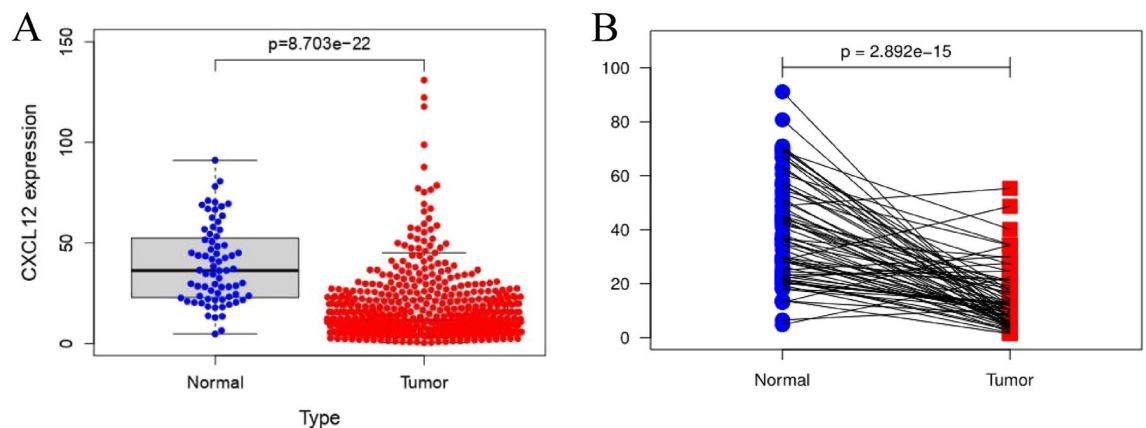 A
CXCL12 expression
150
100
50
0
p=8.703e−22
Normal
Tumor
Type
B
100
80
60
40
20
0
p = 2.892e−15
Normal
Tumor